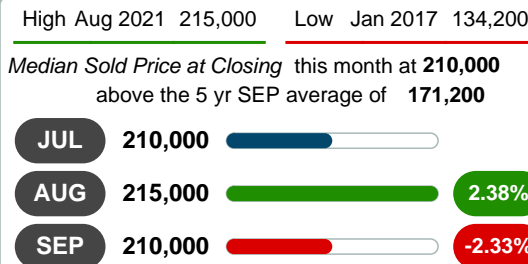 High Aug 2021 215,000 Low Jan 2017 134,200
Median Sold Price at Closing this month at 210,000
above the 5 yr SEP average of 171,200
JUL 210,000
AUG 215,000 2.38%
SEP 210,000 -2.33%